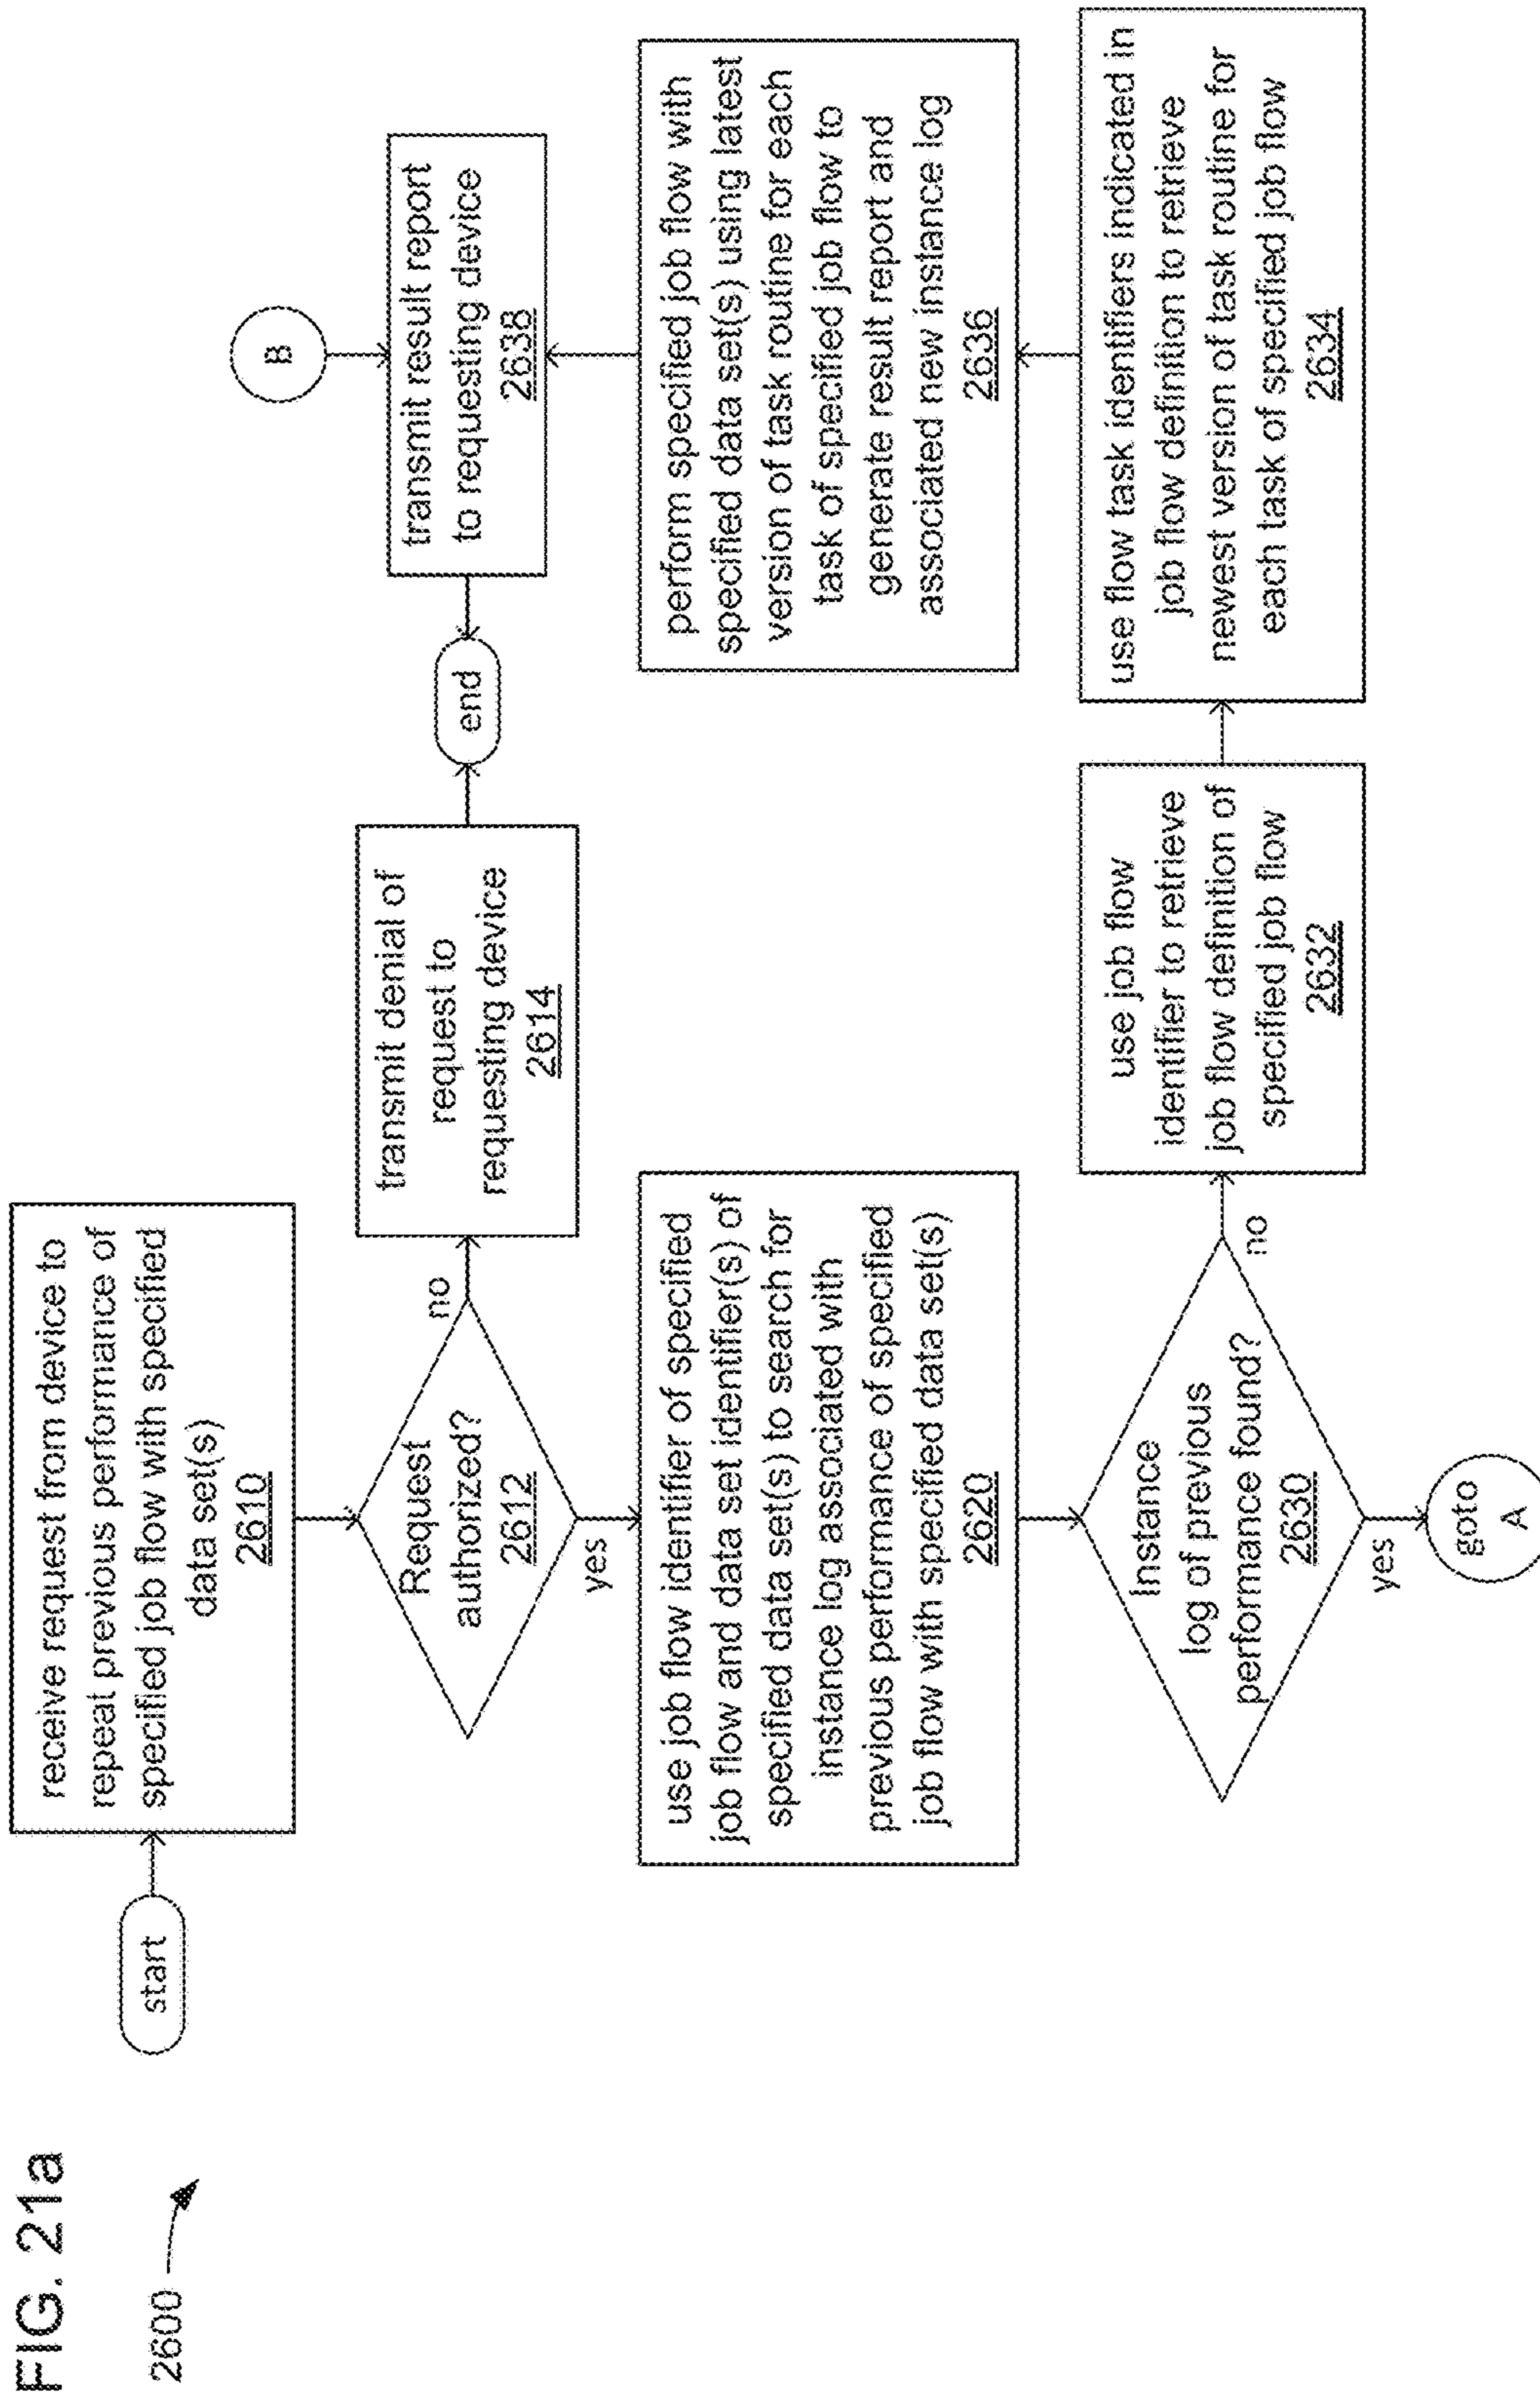 FIG. 21a
2600
start
receive request from device to
repeat previous performance of
specified job flow with specified
data set(s)
2610
Request
authorized?
2612
no
yes
transmit denial of
request to
requesting device
2614
end
transmit result report
to requesting device
2638
B
use job flow identifier of specified
job flow and data set identifier(s) of
specified data set(s) to search for
instance log associated with
previous performance of specified
job flow with specified data set(s)
2620
perform specified job flow with
specified data set(s) using latest
version of task routine for each
task of specified job flow to
generate result report and
associated new instance log
2636
Instance
log of previous
performance found?
2630
no
yes
use job flow
identifier to retrieve
job flow definition of
specified job flow
2632
use flow task identifiers indicated in
job flow definition to retrieve
newest version of task routine for
each task of specified job flow
2634
goto
A